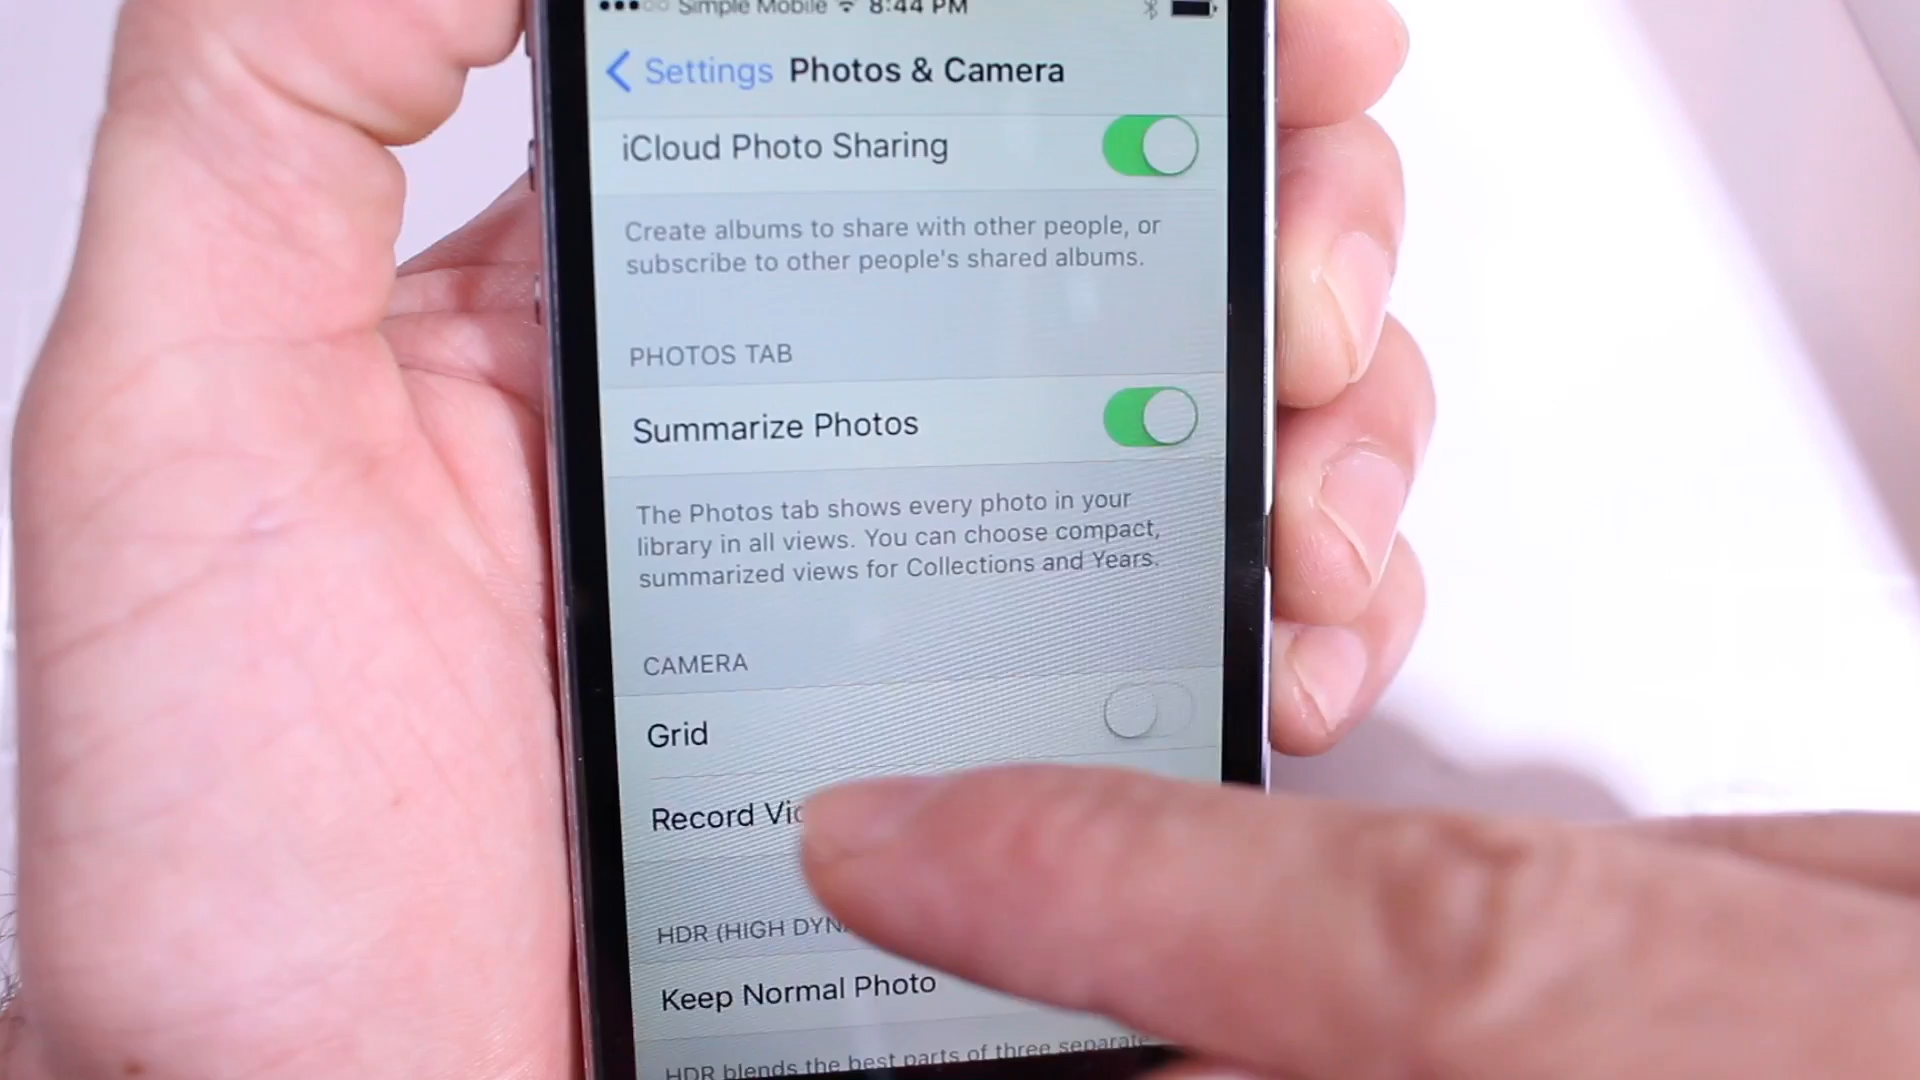 Simple Mobile 8:44 PM
Settings Photos & Camera
iCloud Photo Sharing
Create albums to share with other people, or
subscribe to other people's shared albums.
PHOTOS TAB
Summarize Photos
The Photos tab shows every photo in your
library in all views. You can choose compact,
summarized views for Collections and Years.
CAMERA
Grid
Record
HDR (HIGH
Keep Normal Photo
HDR blends the best parts of three separate